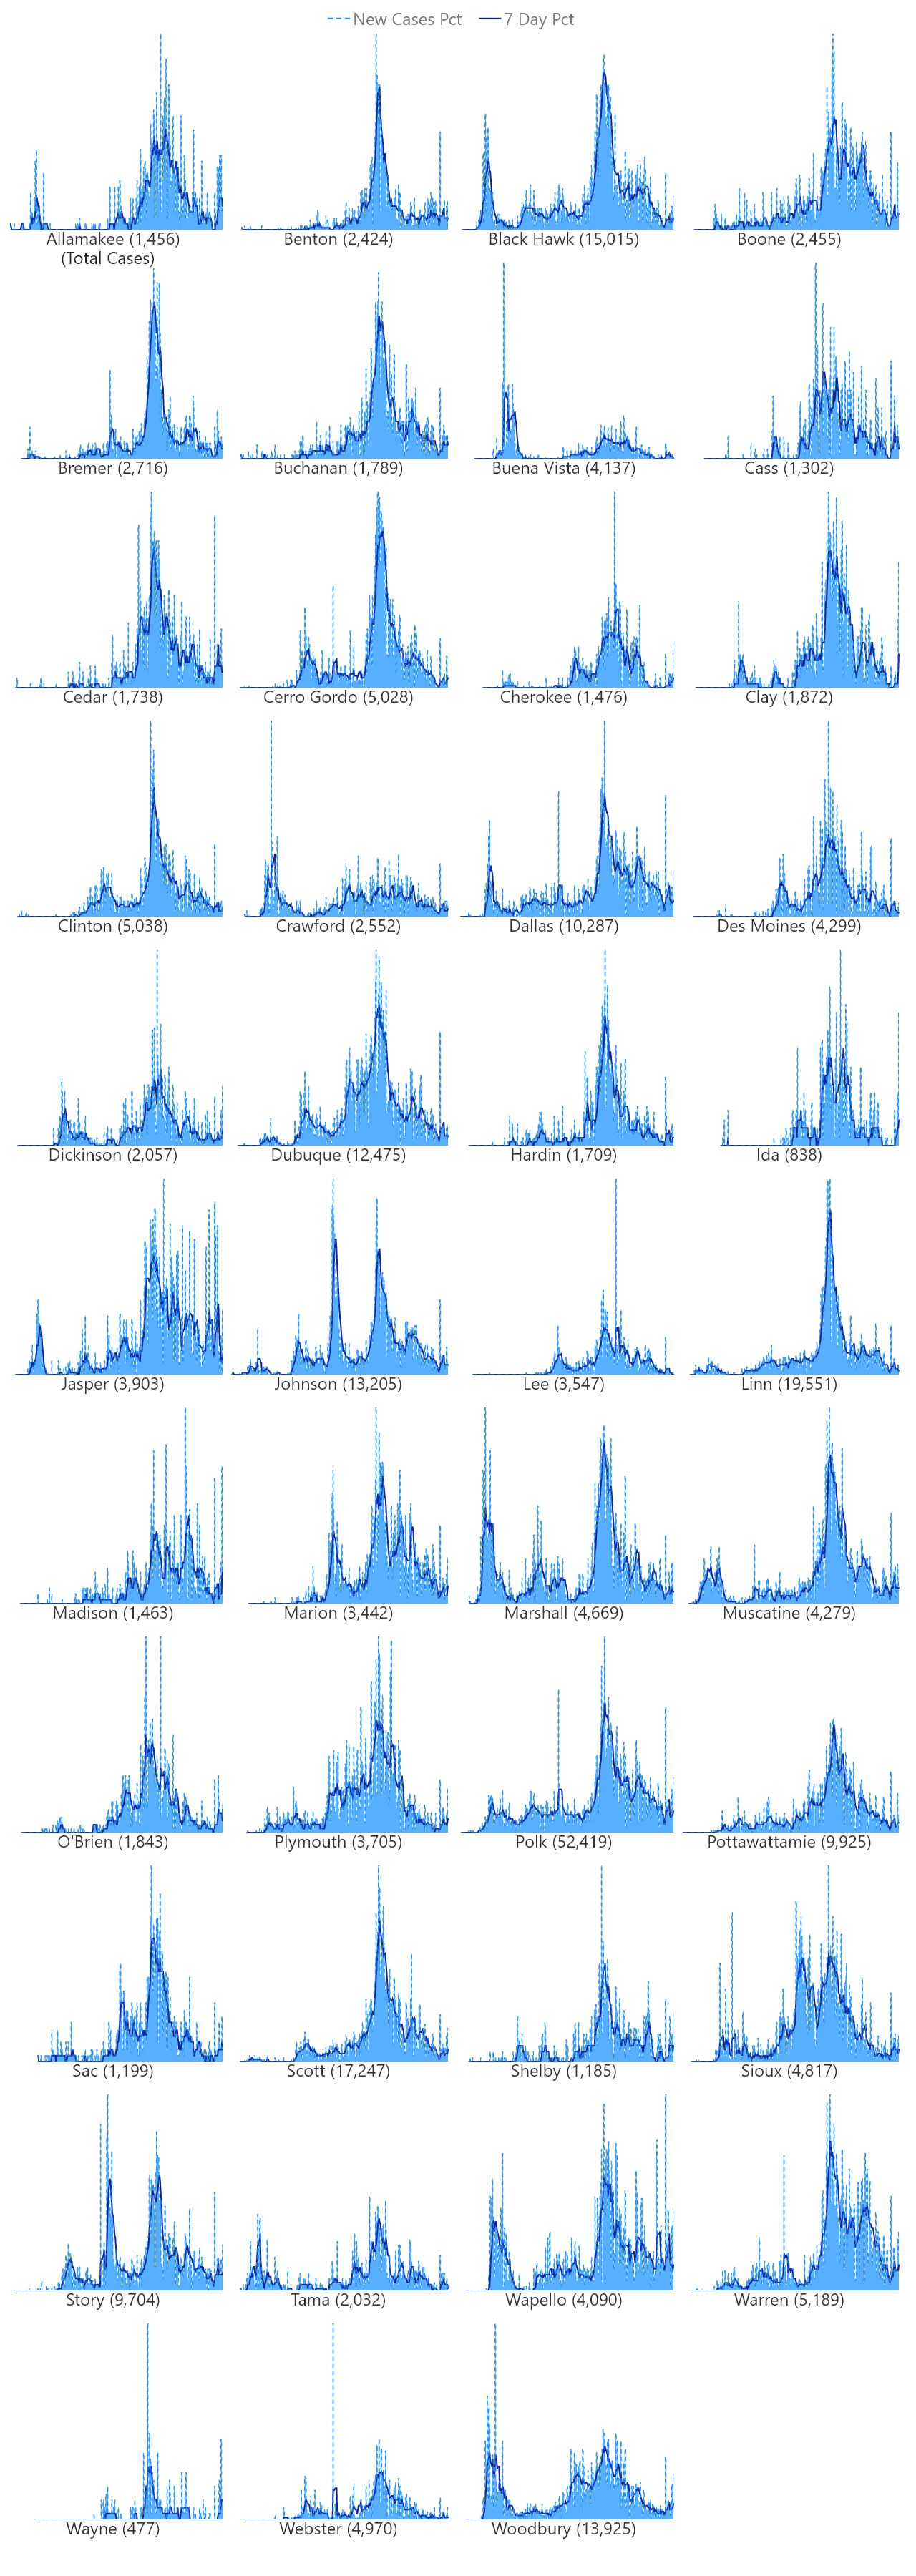 New Cases Pct 7 Day Pct
Allamakee (1,456) Benton (2,424) Black Hawk (15,015) Boone (2,455)
(Total Cases)
Bremer (2,716) Buchanan (1,789) Buena Vista (4,137) Cass (1,302)
Cedar (1,738) Cerro Gordo (5,028) Cherokee (1,476) Clay (1,872)
Clinton (5,038) Crawford (2,552) Dallas (10,287) Des Moines (4,299)
Dickinson (2,057) Dubuque (12,475) Hardin (1,709) Ida (838)
Jasper (3,903) Johnson (13,205) Lee (3,547) Linn (19,551)
Madison (1,463) Marion (3,442) Marshall (4,669) Muscatine (4,279)
O'Brien (1,843) Plymouth (3,705) Polk (52,419) Pottawattamie (9,925)
Sac (1,199) Scott (17,247) Shelby (1,185) Sioux (4,817)
Story (9,704) Tama (2,032) Wapello (4,090) Warren (5,189)
Wayne (477) Webster (4,970) Woodbury (13,925)